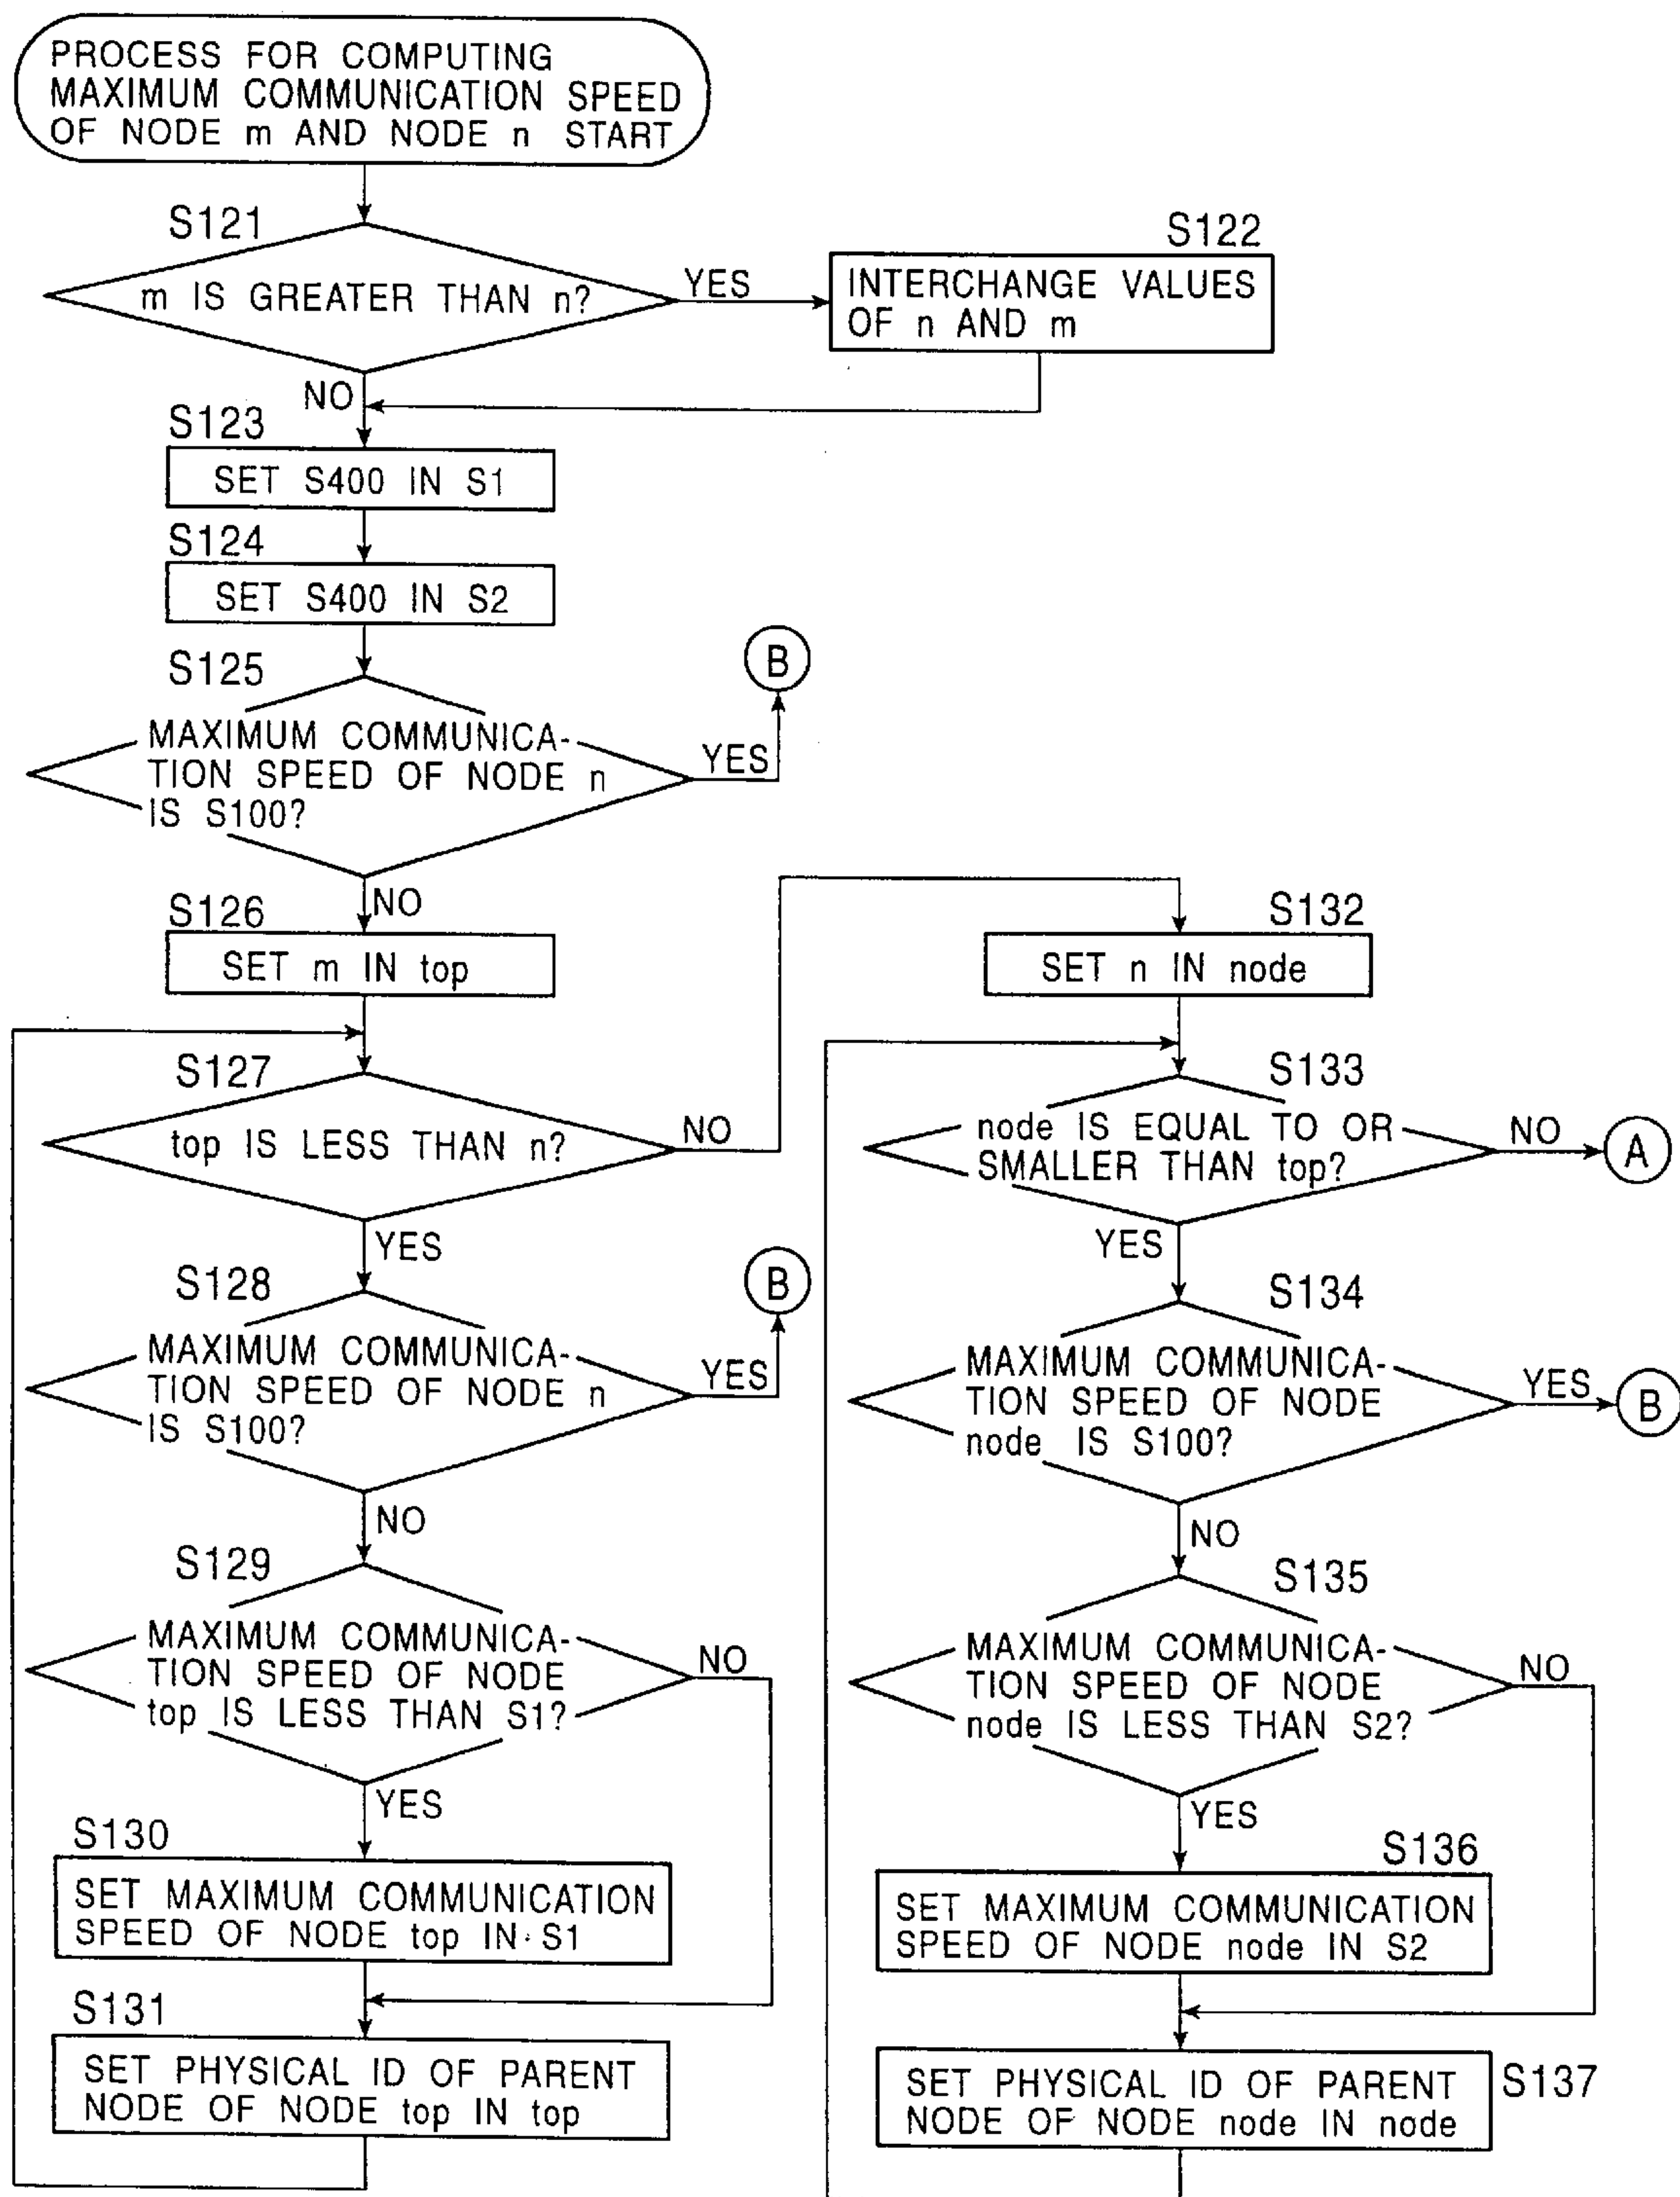 PROCESS FOR COMPUTING
MAXIMUM COMMUNICATION SPEED
OF NODE m AND NODE n START
S121
m IS GREATER THAN n?
YES
S122
INTERCHANGE VALUES
OF n AND m
NO
S123
SET S400 IN S1
S124
SET S400 IN S2
S125
MAXIMUM COMMUNICA-
TION SPEED OF NODE n
IS S100?
YES
B
NO
S126
SET m IN top
S127
top IS LESS THAN n?
NO
YES
S128
MAXIMUM COMMUNICA-
TION SPEED OF NODE n
IS S100?
YES
B
NO
S129
MAXIMUM COMMUNICA-
TION SPEED OF NODE
top IS LESS THAN S1?
NO
YES
S130
SET MAXIMUM COMMUNICATION
SPEED OF NODE top IN S1
S131
SET PHYSICAL ID OF PARENT
NODE OF NODE top IN top
S132
SET n IN node
S133
node IS EQUAL TO OR
SMALLER THAN top?
NO
A
YES
S134
MAXIMUM COMMUNICA-
TION SPEED OF NODE
node IS S100?
YES
B
NO
S135
MAXIMUM COMMUNICA-
TION SPEED OF NODE
node IS LESS THAN S2?
NO
YES
S136
SET MAXIMUM COMMUNICATION
SPEED OF NODE node IN S2
S137
SET PHYSICAL ID OF PARENT
NODE OF NODE node IN node